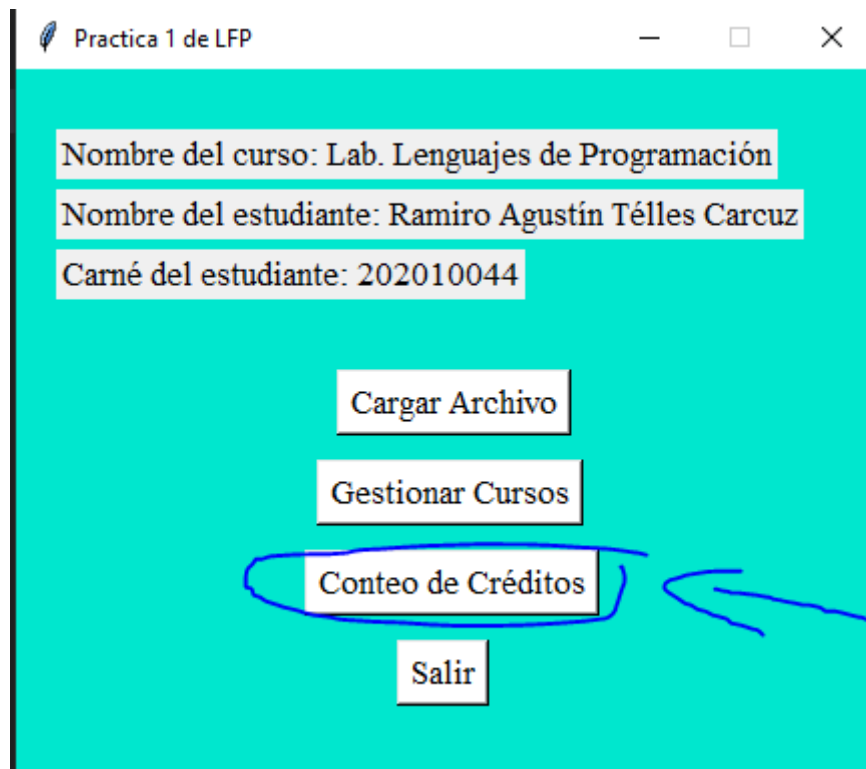 Practica 1 de LFP
Nombre del curso: Lab. Lenguajes de Programación
Nombre del estudiante: Ramiro Agustín Télles Carcuz
Carné del estudiante: 202010044
Cargar Archivo
Gestionar Cursos
Conteo de Créditos
Salir